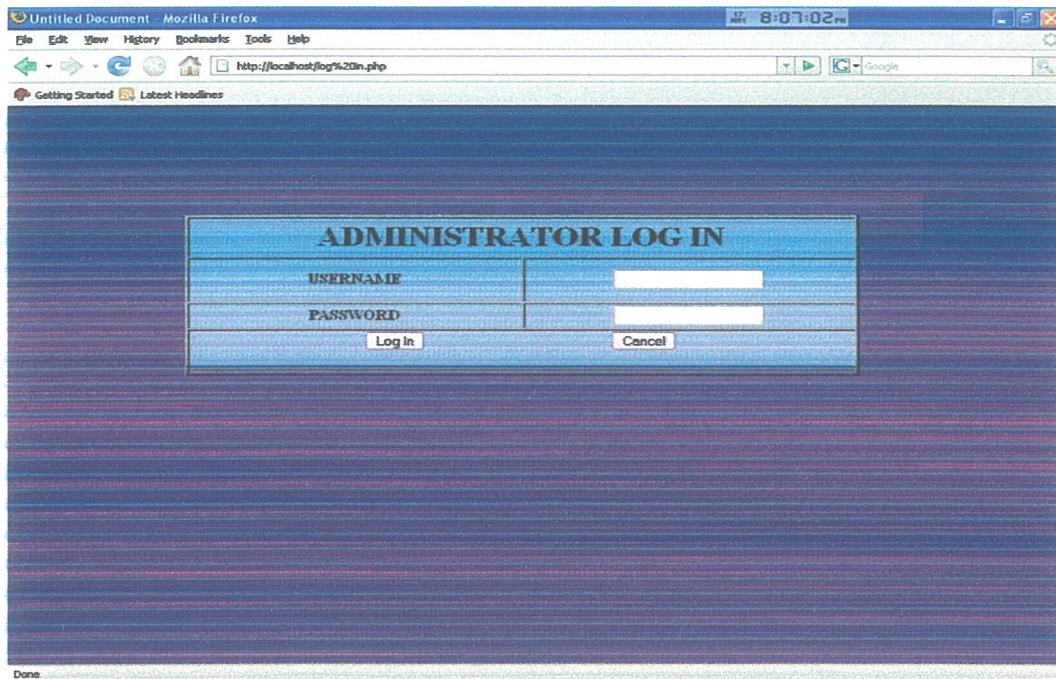 Untitled Document - Mozilla Firefox
8:07:02 PM
File Edit View History Bookmarks Tools Help
http://localhost/log%20in.php
G Google
Getting Started Latest Headlines
ADMINISTRATOR LOG IN
USERNAME
PASSWORD
Log In Cancel
Done